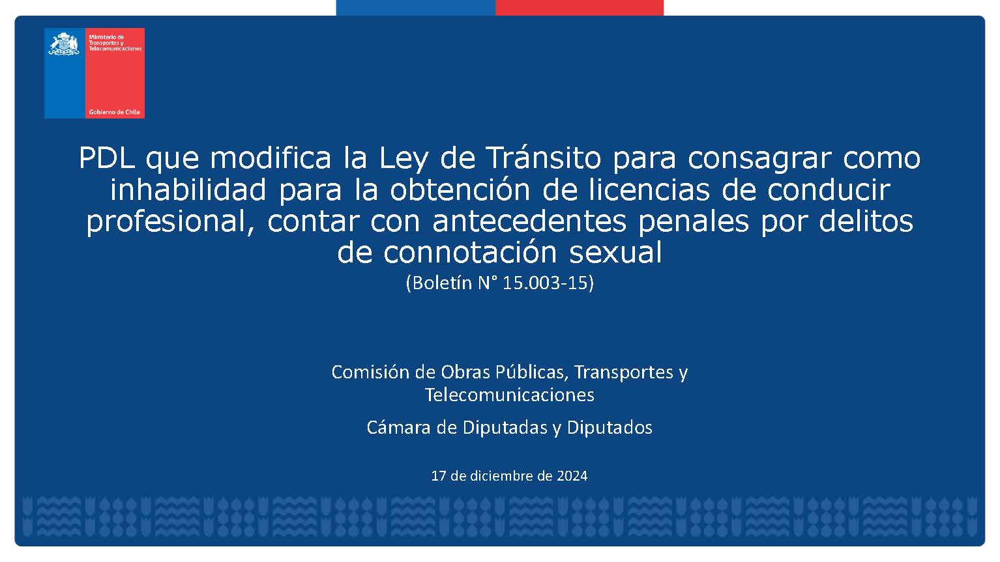 Ministerio de
Transportes y
Telecomunicaciones
Gobierno de Chile
PDL que modifica la Ley de Tránsito para consagrar como
inhabilidad para la obtención de licencias de conducir
profesional, contar con antecedentes penales por delitos
de connotación sexual
(Boletín N° 15.003-15)
Comisión de Obras Públicas, Transportes y
Telecomunicaciones
Cámara de Diputadas y Diputados
17 de diciembre de 2024